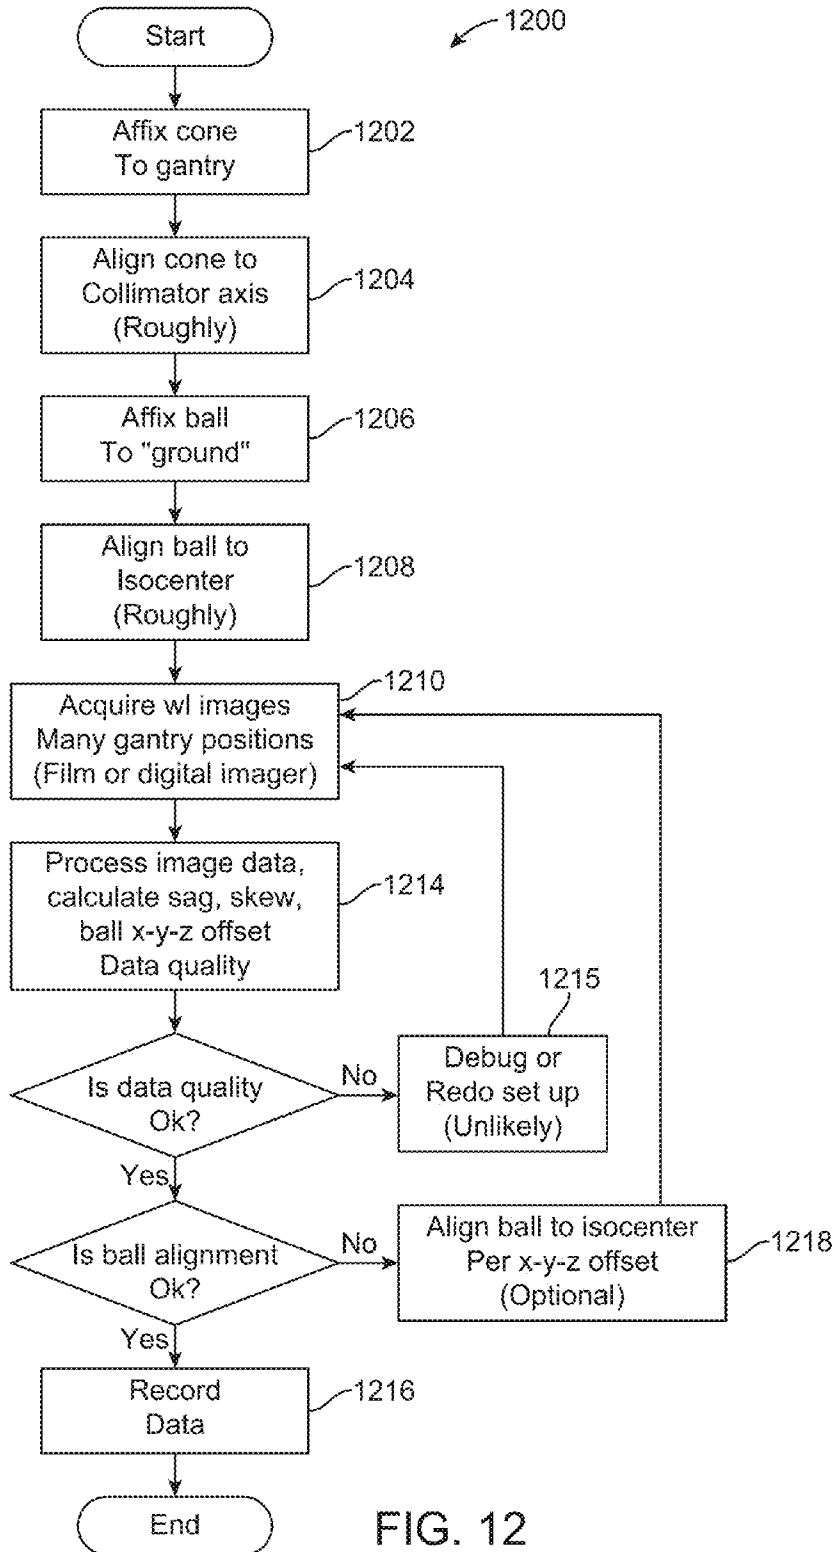 Start
1200
Affix cone
To gantry
1202
Align cone to
Collimator axis
(Roughly)
1204
Affix ball
To "ground"
1206
Align ball to
Isocenter
(Roughly)
1208
Acquire wl images
Many gantry positions
(Film or digital imager)
1210
Process image data,
calculate sag, skew,
ball x-y-z offset
Data quality
1214
Is data quality
Ok?
No
Debug or
Redo set up
(Unlikely)
1215
Yes
Is ball alignment
Ok?
No
Align ball to isocenter
Per x-y-z offset
(Optional)
1218
Yes
Record
Data
1216
End
FIG. 12